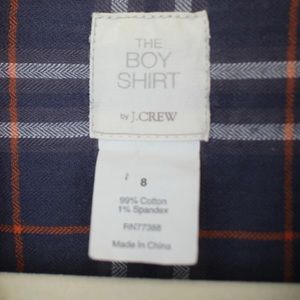 THE
BOY
SHIRT
by J.CREW
8
99% Cotton
1% Spandex
RN77388
Made In China